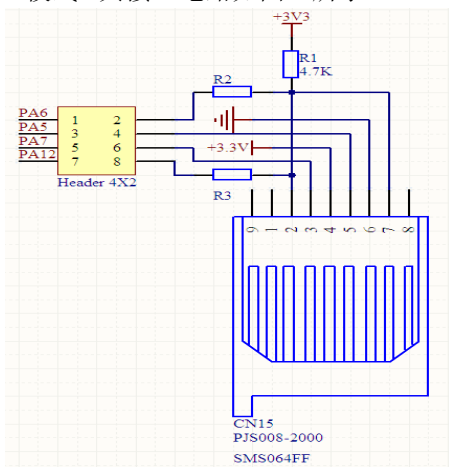 +3V3
R1
4.7K
R2
PA6
PA5
PA7
PA12
1 2
3 4
5 6
7 8
+3.3V
Header 4X2
R3
9 1 2 3 4 5 6 7 8
CN15
PJS008-2000
SMS064FF